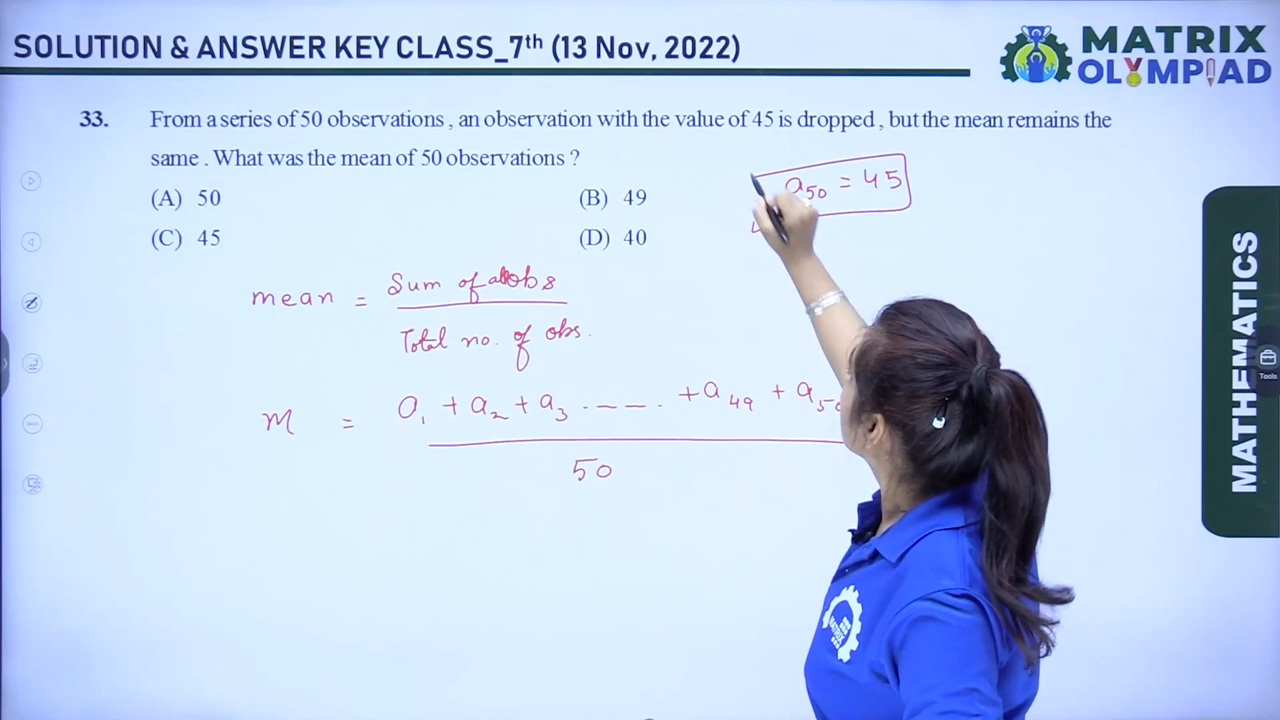 SOLUTION & ANSWER KEY CLASS_7th (13 Nov, 2022)
MATRIX
OLYMPIAD
33. From a series of 50 observations , an observation with the value of 45 is dropped , but the mean remains the
same . What was the mean of 50 observations ?
(A) 50
(B) 49
(C) 45
(D) 40
a50 = 45
mean = Sum of obs
Total no. of obs.
m = a1 + a2 + a3 ----- + a49 + a50
50
MATHEMATICS
Tools
MATRIX